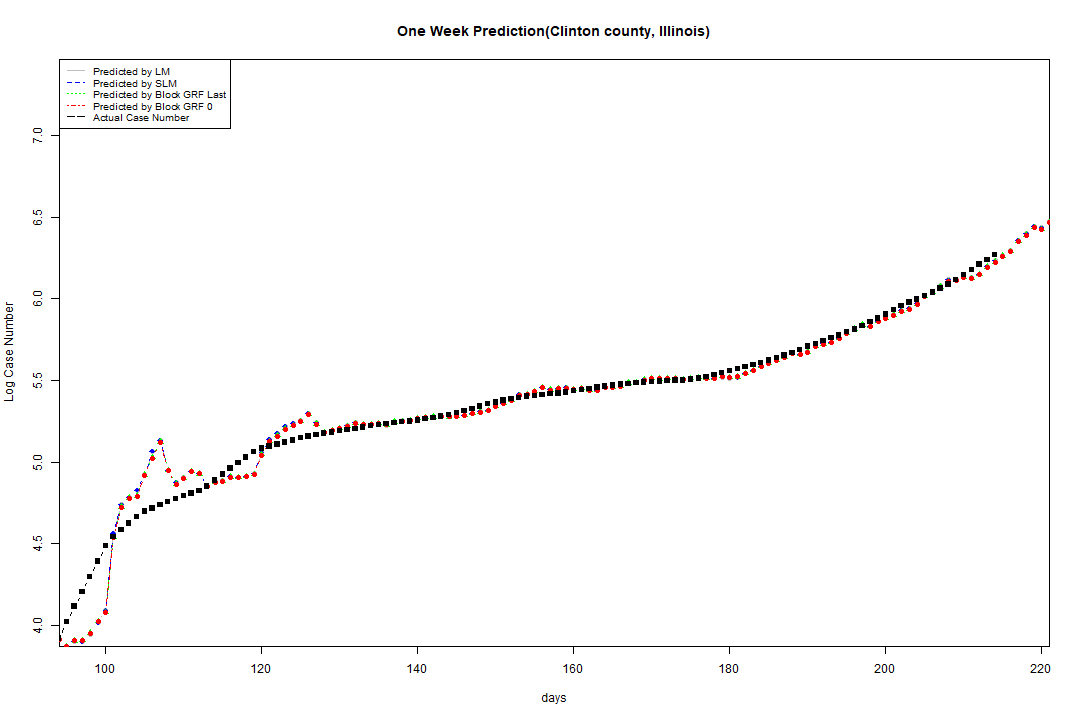 One Week Prediction(Clinton county, Illinois)
Predicted by LM
Predicted by SLM
Predicted by Block GRF Last
Predicted by Block GRF 0
Actual Case Number
7.0
6.5
6.0
5.5
5.0
4.5
4.0
Log Case Number
100 120 140 160 180 200 220
days